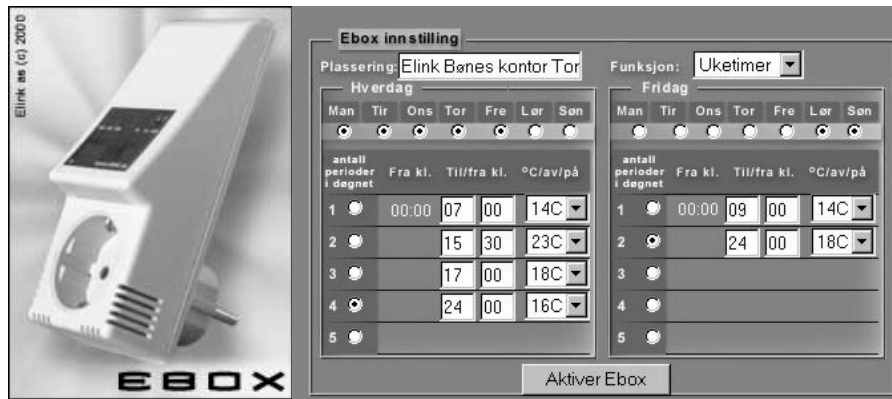 Elink as (c) 2000
EBOX
Ebox innstilling
Plassering: Elink Bønes kontor Tor
Funksjon: Uketimer
Hverdag
Man Tir Ons Tor Fre Lør Søn
antall perioder i døgnet
Fra kl. Til/fra kl. ºC/av/på
1 00:00 07 00 14C
2 15 30 23C
3 17 00 18C
4 24 00 16C
5
Fridag
Man Tir Ons Tor Fre Lør Søn
antall perioder i døgnet
Fra kl. Til/fra kl. ºC/av/på
1 00:00 09 00 14C
2 24 00 18C
3
4
5
Aktiver Ebox